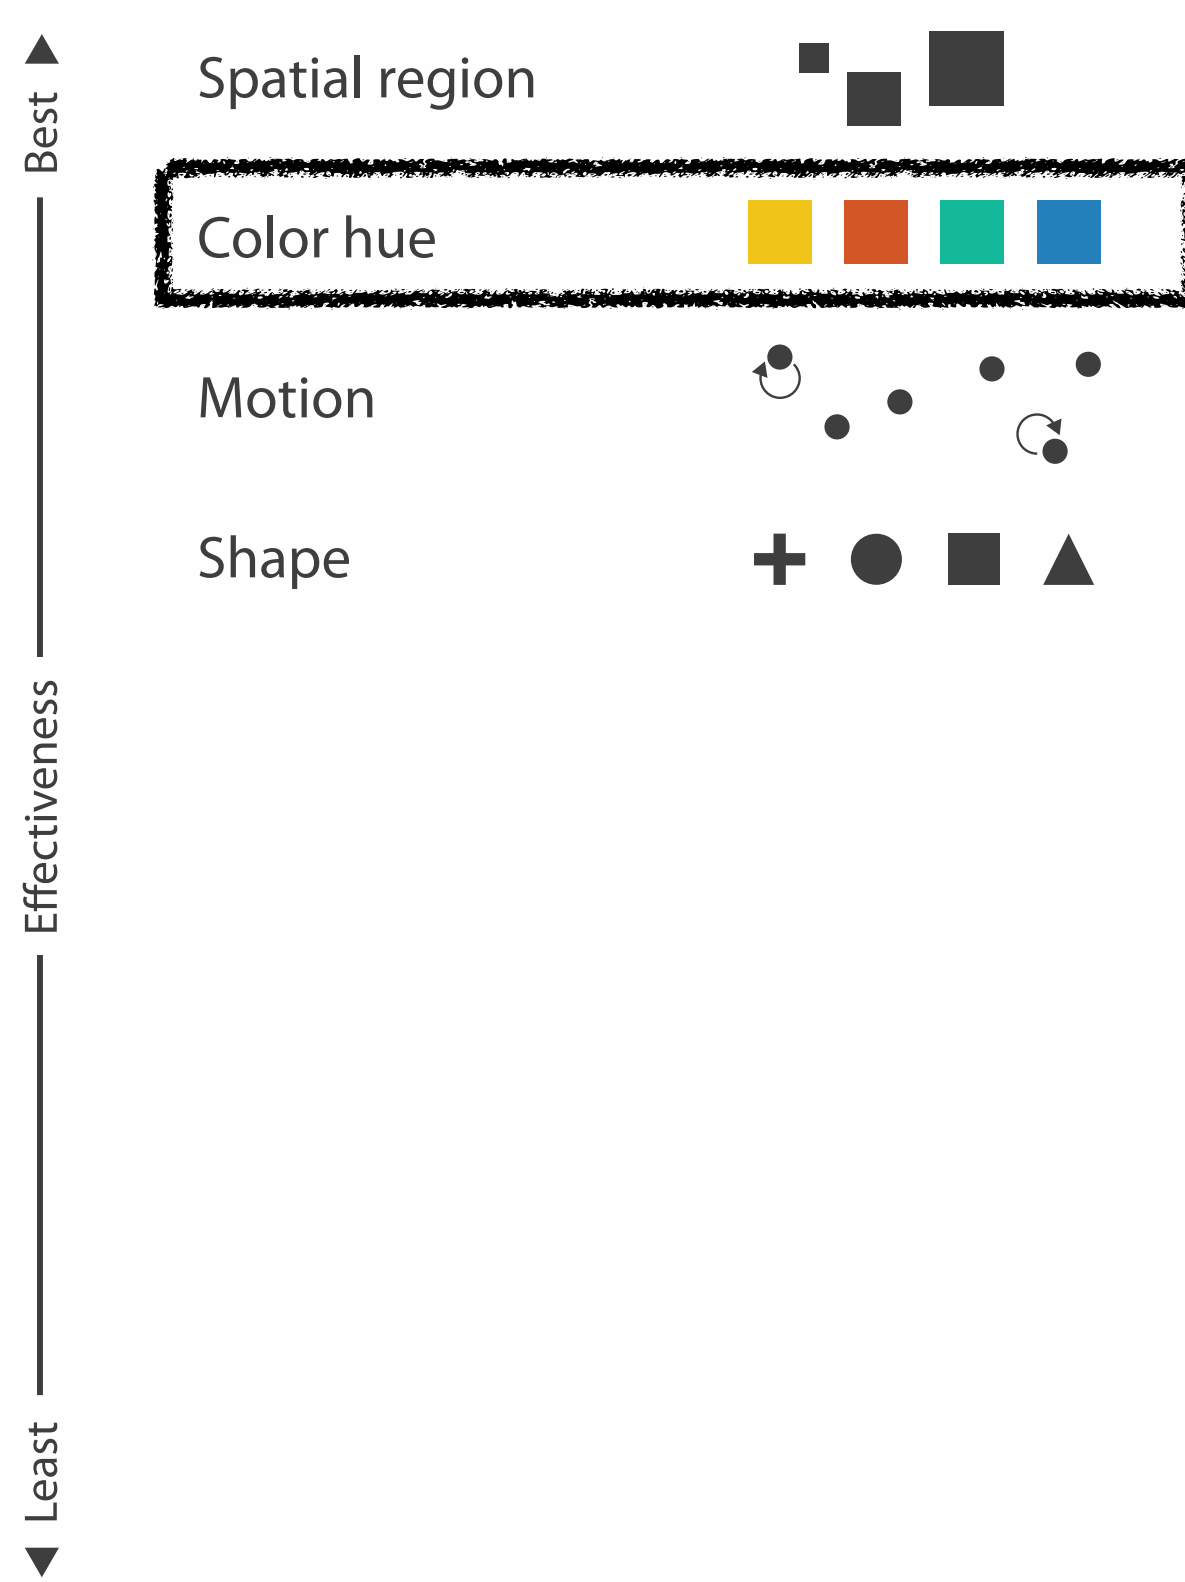 Best
Spatial region
Color hue
Motion
Shape
Effectiveness
Least